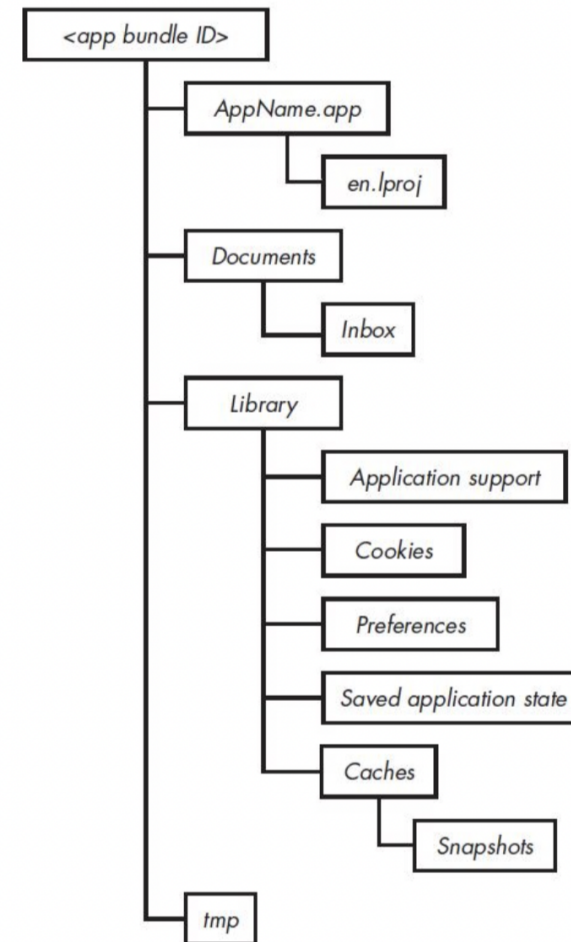 <app bundle ID>
AppName.app
en.lproj
Documents
Inbox
Library
Application support
Cookies
Preferences
Saved application state
Caches
Snapshots
tmp